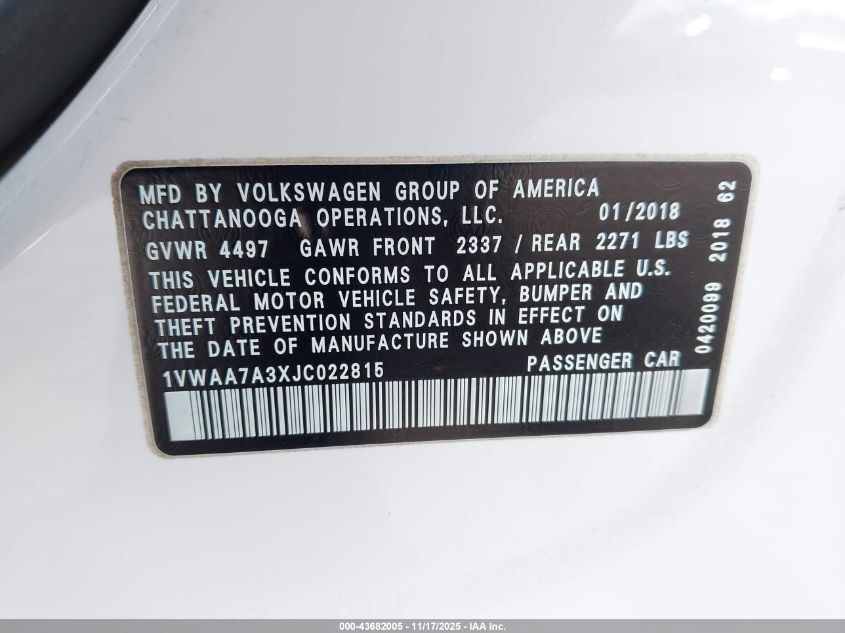 MFD BY VOLKSWAGEN GROUP OF AMERICA
CHATTANOOGA OPERATIONS, LLC. 01/2018
GVWR 4497 GAWR FRONT 2337 / REAR 2271 LBS
THIS VEHICLE CONFORMS TO ALL APPLICABLE U.S.
FEDERAL MOTOR VEHICLE SAFETY, BUMPER AND
THEFT PREVENTION STANDARDS IN EFFECT ON
THE DATE OF MANUFACTURE SHOWN ABOVE
1VWAA7A3XJC022815 PASSENGER CAR
0420099 2018 62
000-43682005 - 11/17/2025 - IAA Inc.